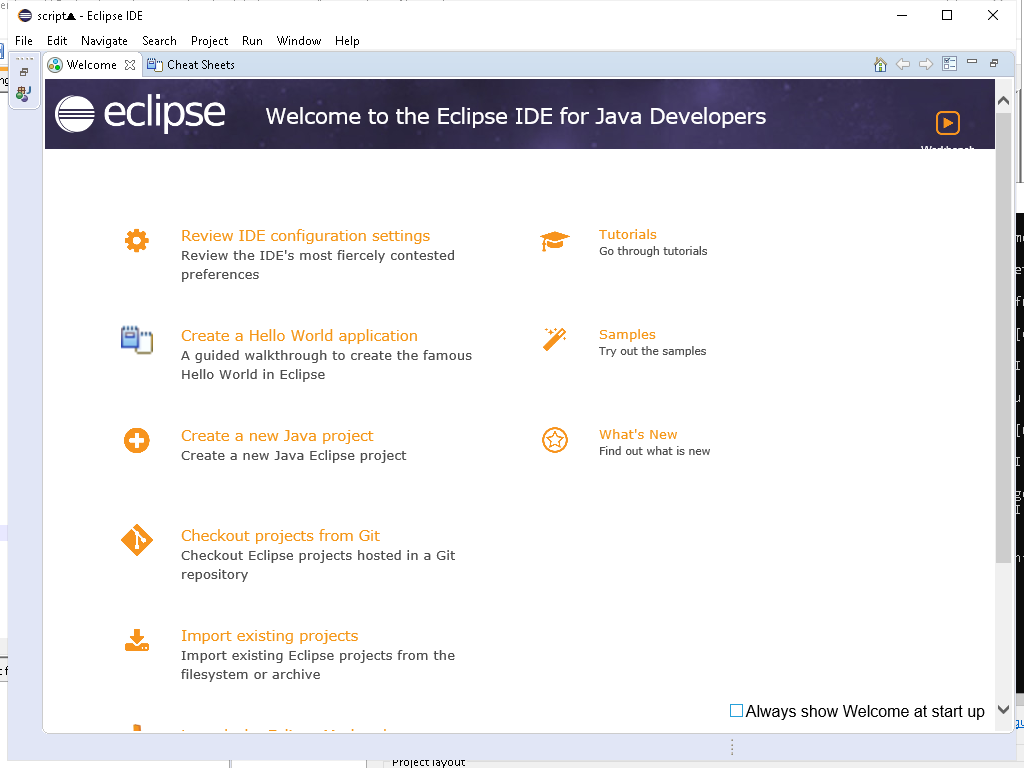 script▲ - Eclipse IDE
File Edit Navigate Search Project Run Window Help
Welcome Cheat Sheets
eclipse Welcome to the Eclipse IDE for Java Developers
Workbench
Review IDE configuration settings
Review the IDE's most fiercely contested
preferences
Tutorials
Go through tutorials
Create a Hello World application
A guided walkthrough to create the famous
Hello World in Eclipse
Samples
Try out the samples
Create a new Java project
Create a new Java Eclipse project
What's New
Find out what is new
Checkout projects from Git
Checkout Eclipse projects hosted in a Git
repository
Import existing projects
Import existing Eclipse projects from the
filesystem or archive
Always show Welcome at start up
Project layout